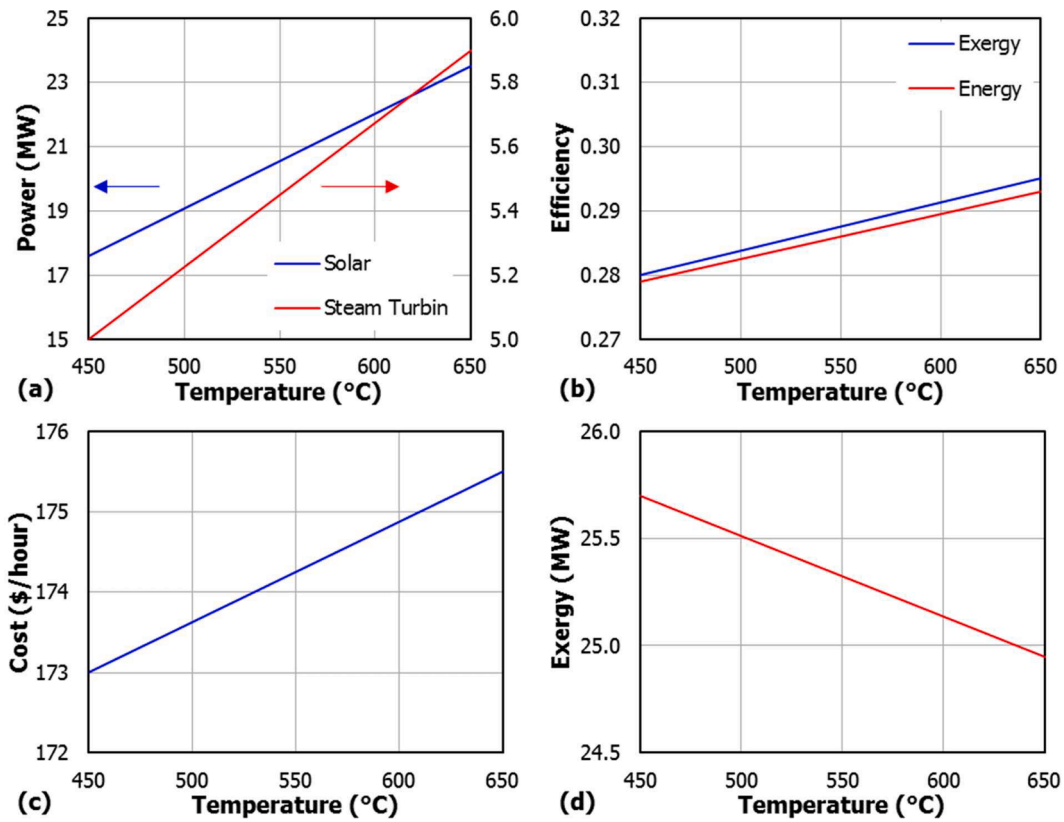 25
23
21
19
17
15
Power (MW)
6.0
5.8
5.6
5.4
5.2
5.0
Solar
Steam Turbin
450 500 550 600 650
(a) Temperature (°C)
0.32
0.31
0.30
0.29
0.28
0.27
Efficiency
Exergy
Energy
450 500 550 600 650
(b) Temperature (°C)
176
175
174
173
172
Cost ($/hour)
450 500 550 600 650
(c) Temperature (°C)
26.0
25.5
25.0
24.5
Exergy (MW)
450 500 550 600 650
(d) Temperature (°C)